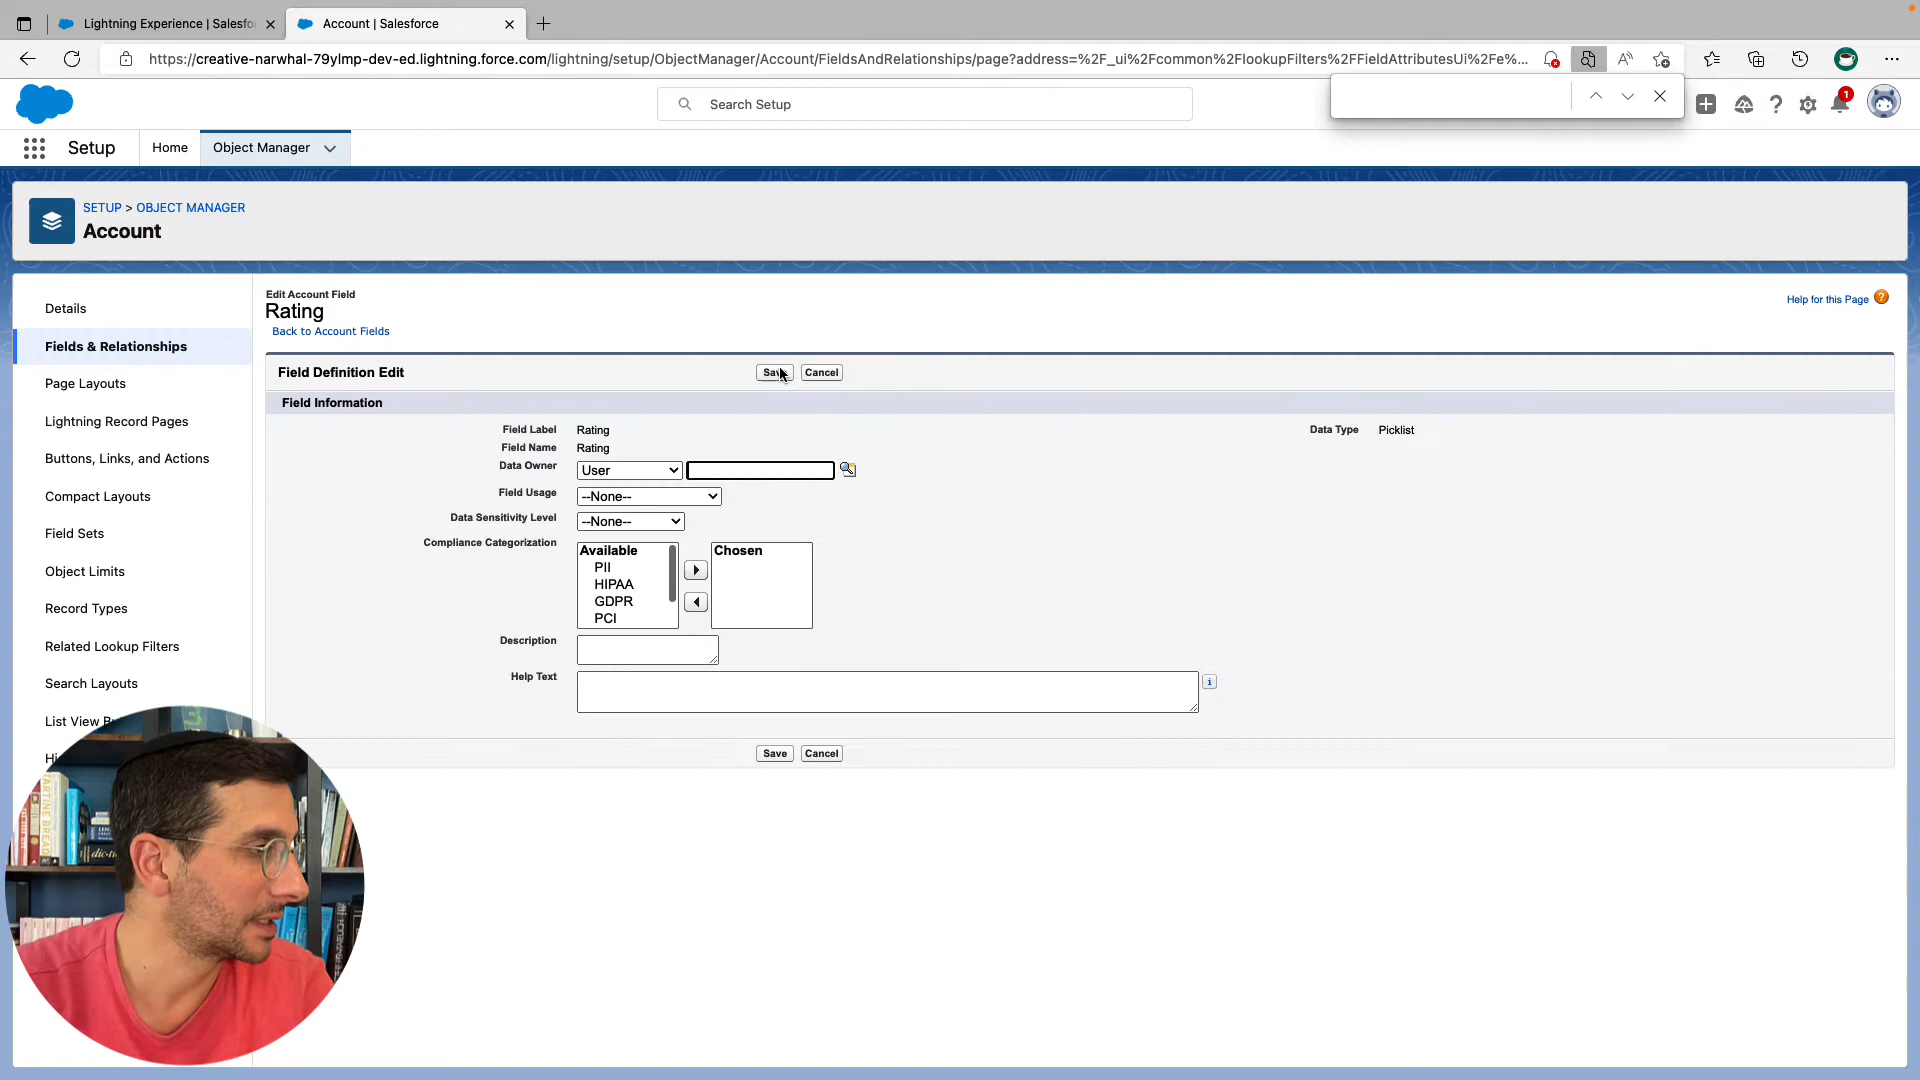 Lightning Experience | Salesfo
Account | Salesforce
https://creative-narwhal-79ylmp-dev-ed.lightning.force.com/lightning/setup/ObjectManager/Account/FieldsAndRelationships/page?address=%2F_ui%2Fcommon%2FlookupFilters%2FFieldAttributesUi%2Fe%...
Search Setup
1
Setup
Home
Object Manager
SETUP > OBJECT MANAGER
Account
Details
Fields & Relationships
Page Layouts
Lightning Record Pages
Buttons, Links, and Actions
Compact Layouts
Field Sets
Object Limits
Record Types
Related Lookup Filters
Search Layouts
List View
Edit Account Field
Rating
Back to Account Fields
Help for this Page
Field Definition Edit
Save Cancel
Field Information
Field Label Rating
Data Type Picklist
Field Name Rating
Data Owner User
Field Usage --None--
Data Sensitivity Level --None--
Compliance Categorization
Available
PII
HIPAA
GDPR
PCI
Chosen
Description
Help Text
Save Cancel